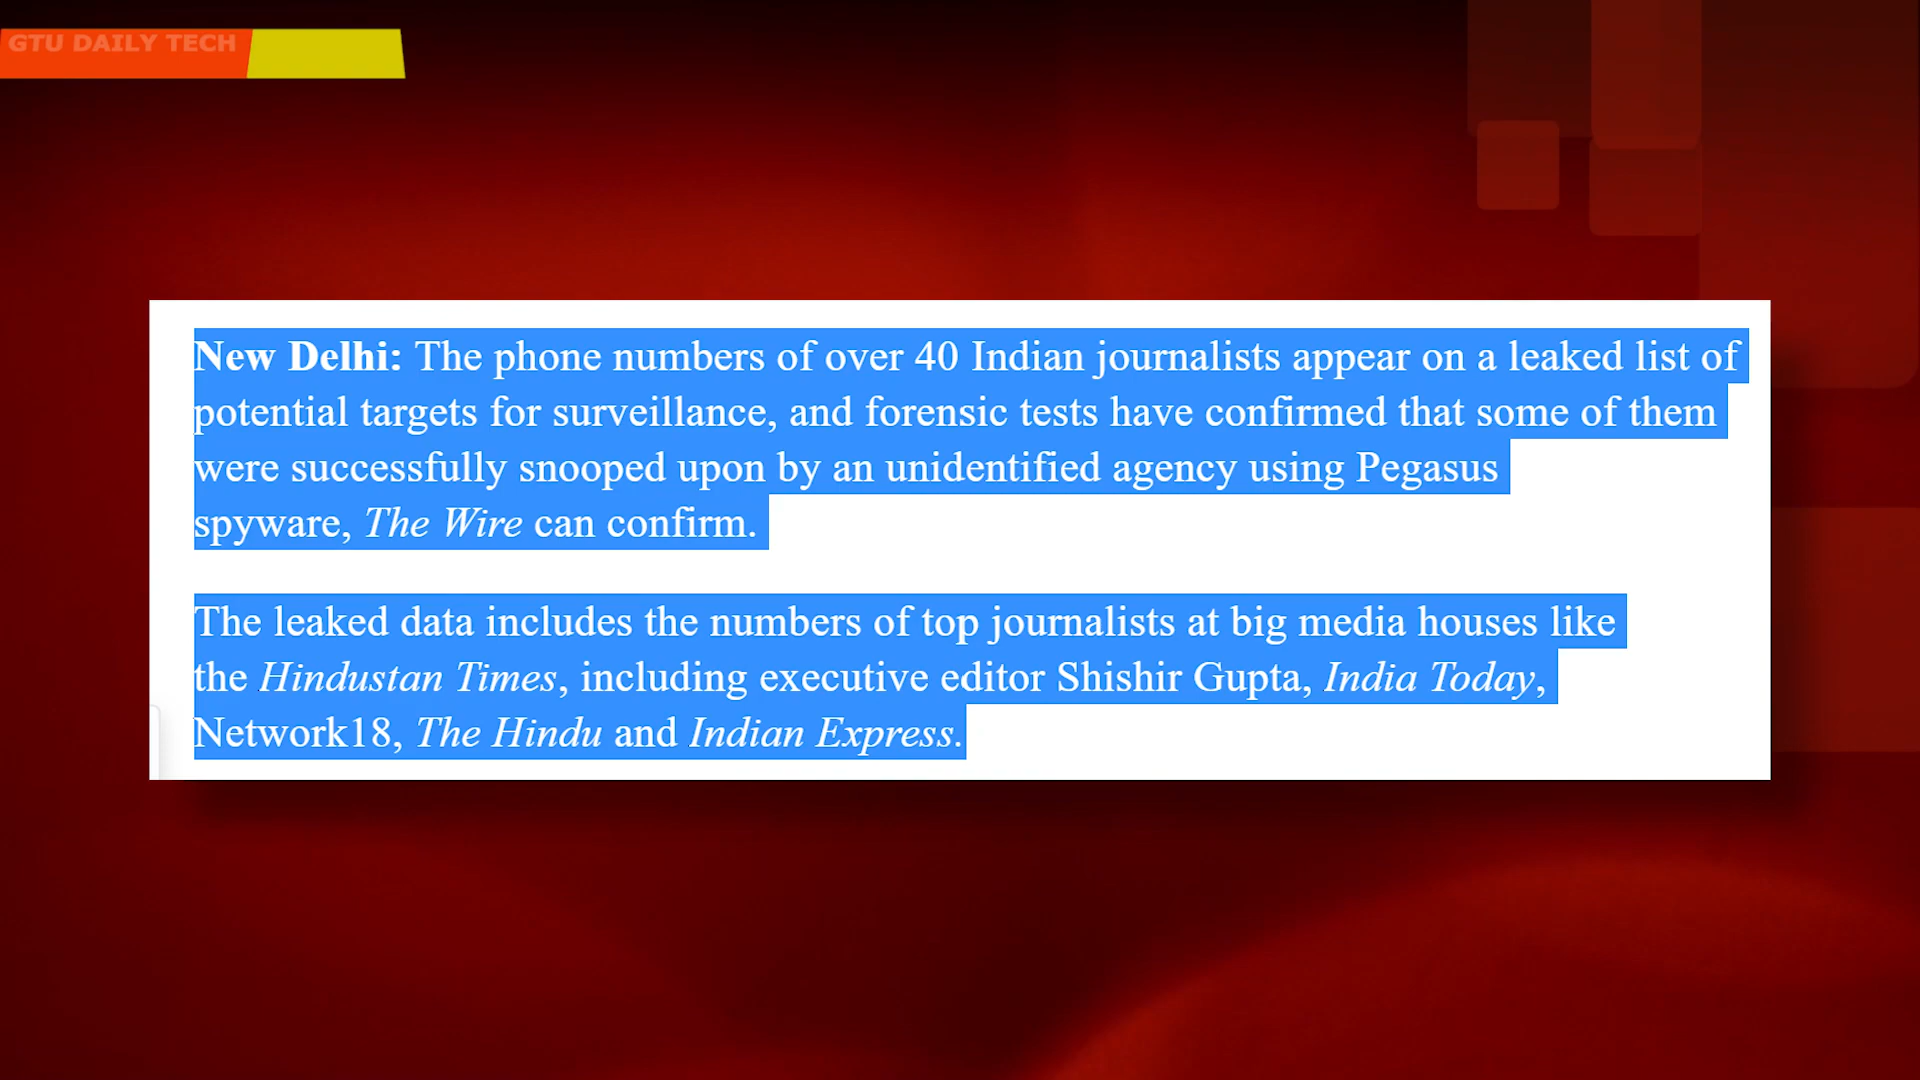 GTU DAILY TECH
New Delhi: The phone numbers of over 40 Indian journalists appear on a leaked list of
potential targets for surveillance, and forensic tests have confirmed that some of them
were successfully snooped upon by an unidentified agency using Pegasus
spyware, The Wire can confirm.
The leaked data includes the numbers of top journalists at big media houses like
the Hindustan Times, including executive editor Shishir Gupta, India Today,
Network18, The Hindu and Indian Express.